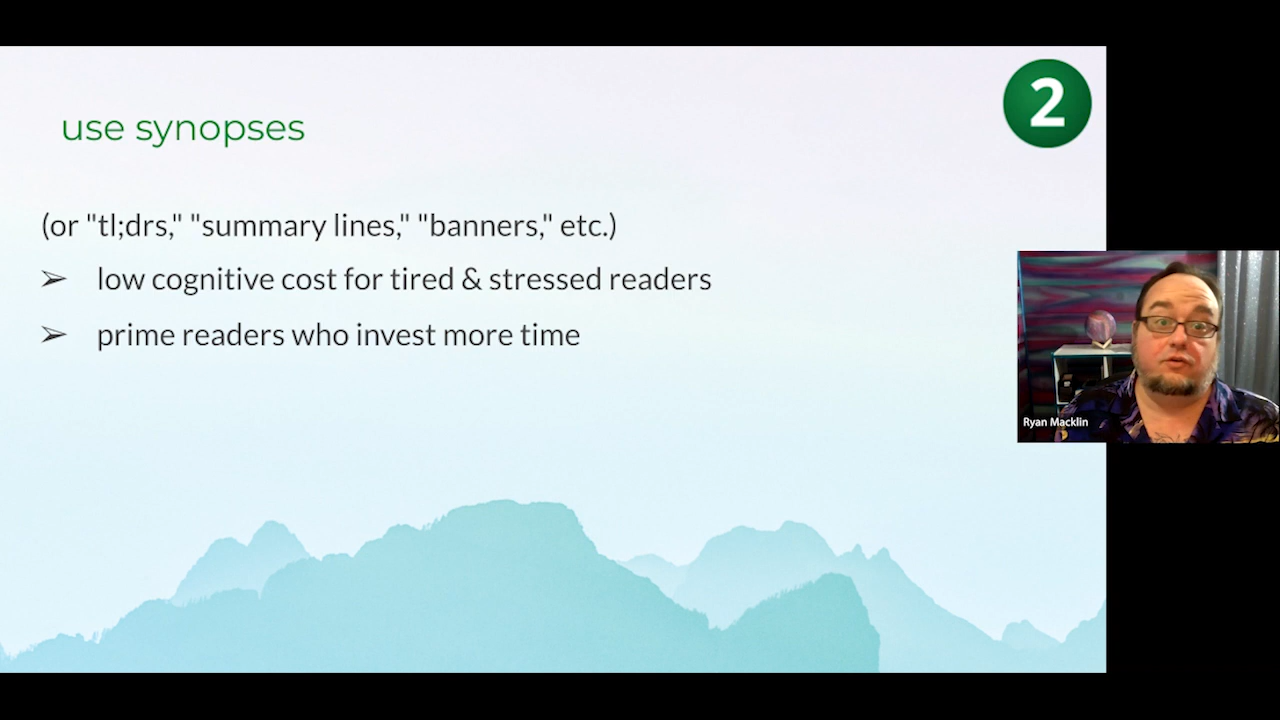 2
use synopses
(or "tl;drs," "summary lines," "banners," etc.)
➢ low cognitive cost for tired & stressed readers
➢ prime readers who invest more time
Ryan Macklin